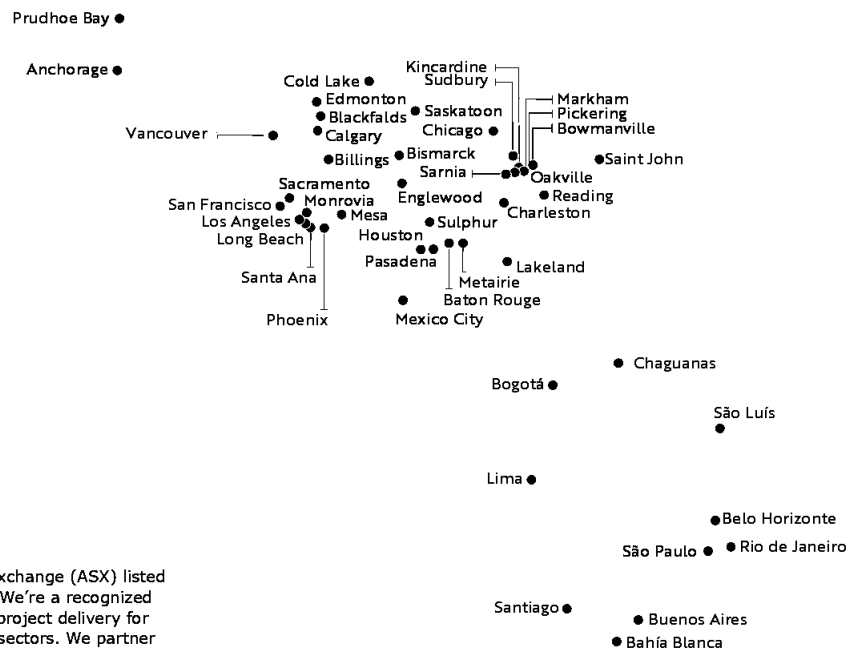 Prudhoe Bay
Anchorage
Kincardine
Sudbury
Cold Lake
Edmonton
Markham
Saskatoon
Pickering
Blackfalds
Bowmanville
Vancouver
Calgary
Chicago
Billings
Bismarck
Saint John
Sarnia
Oakville
Sacramento
Englewood
Reading
San Francisco
Monrovia
Charleston
Los Angeles
Mesa
Sulphur
Long Beach
Houston
Pasadena
Lakeland
Santa Ana
Metairie
Baton Rouge
Phoenix
Mexico City
Chaguanas
Bogotá
São Luís
Lima
Belo Horizonte
São Paulo
Rio de Janeiro
xchange (ASX) listed
We're a recognized
project delivery for
sectors. We partner
Santiago
Buenos Aires
Bahía Blanca